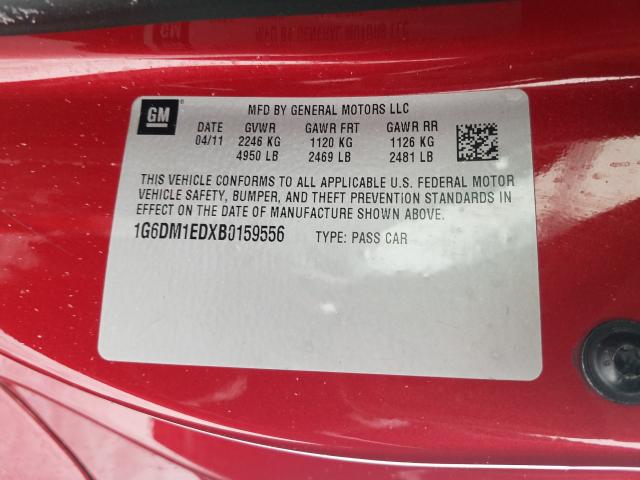 GM ® MFD BY GENERAL MOTORS LLC
DATE GVWR GAWR FRT GAWR RR
04/11 2246 KG 1120 KG 1126 KG
4950 LB 2469 LB 2481 LB
THIS VEHICLE CONFORMS TO ALL APPLICABLE U.S. FEDERAL MOTOR
VEHICLE SAFETY, BUMPER, AND THEFT PREVENTION STANDARDS IN
EFFECT ON THE DATE OF MANUFACTURE SHOWN ABOVE.
1G6DM1EDXB0159556 TYPE: PASS CAR